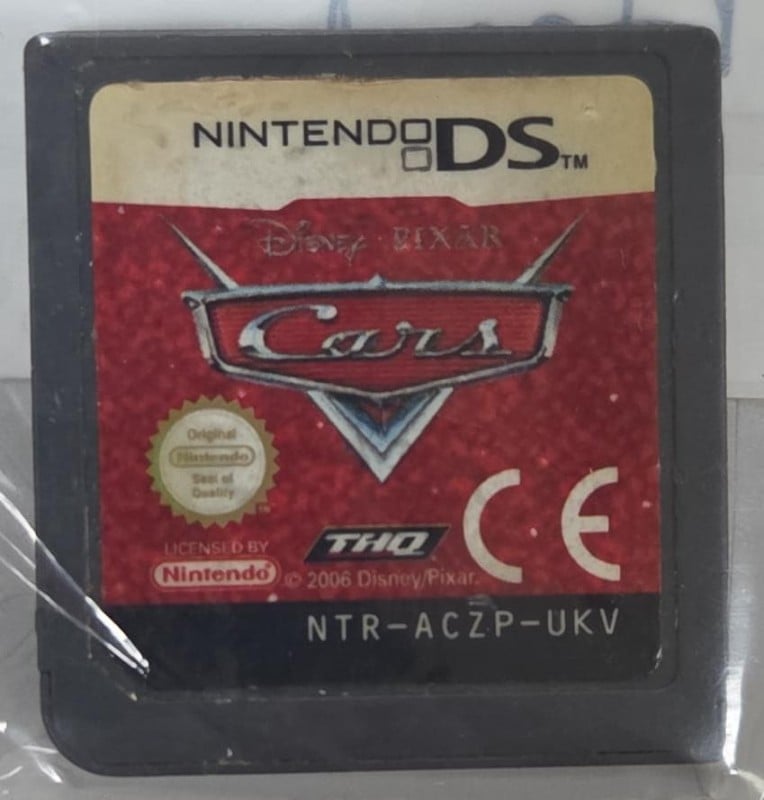 NINTENDO DS™
Disney · PIXAR
Cars
Original
Nintendo
Seal of
Quality
TM
LICENSED BY
Nintendo
THQ
© 2006 Disney/Pixar.
CE
NTR-ACZP-UKV